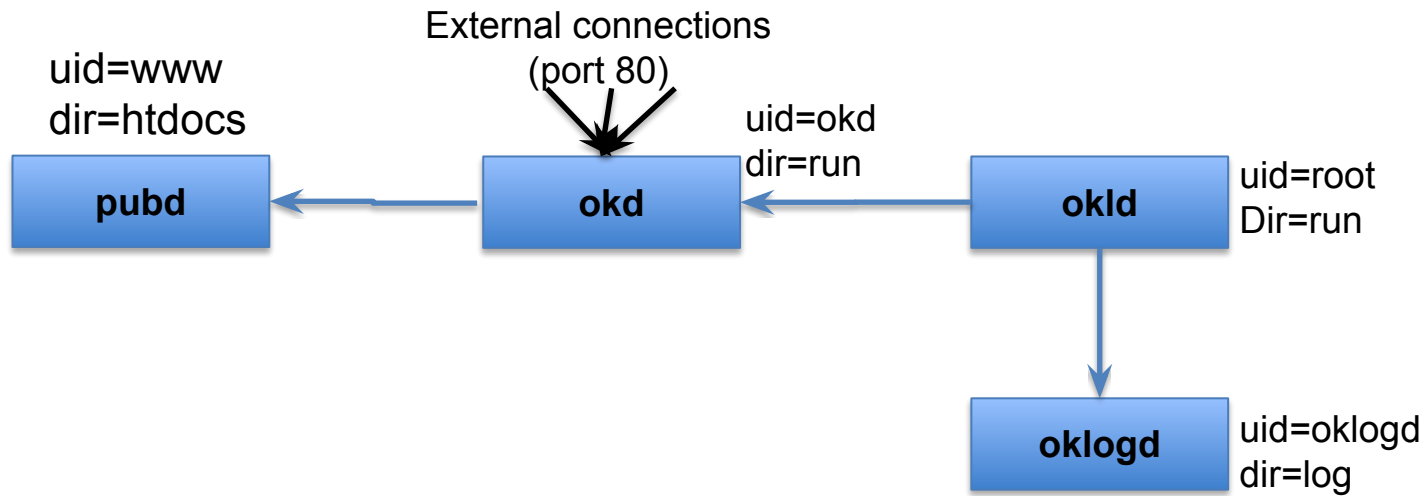 External connections
(port 80)
uid=www
dir=htdocs
uid=okd
dir=run
pubd
okd
okld
uid=root
Dir=run
oklogd
uid=oklogd
dir=log